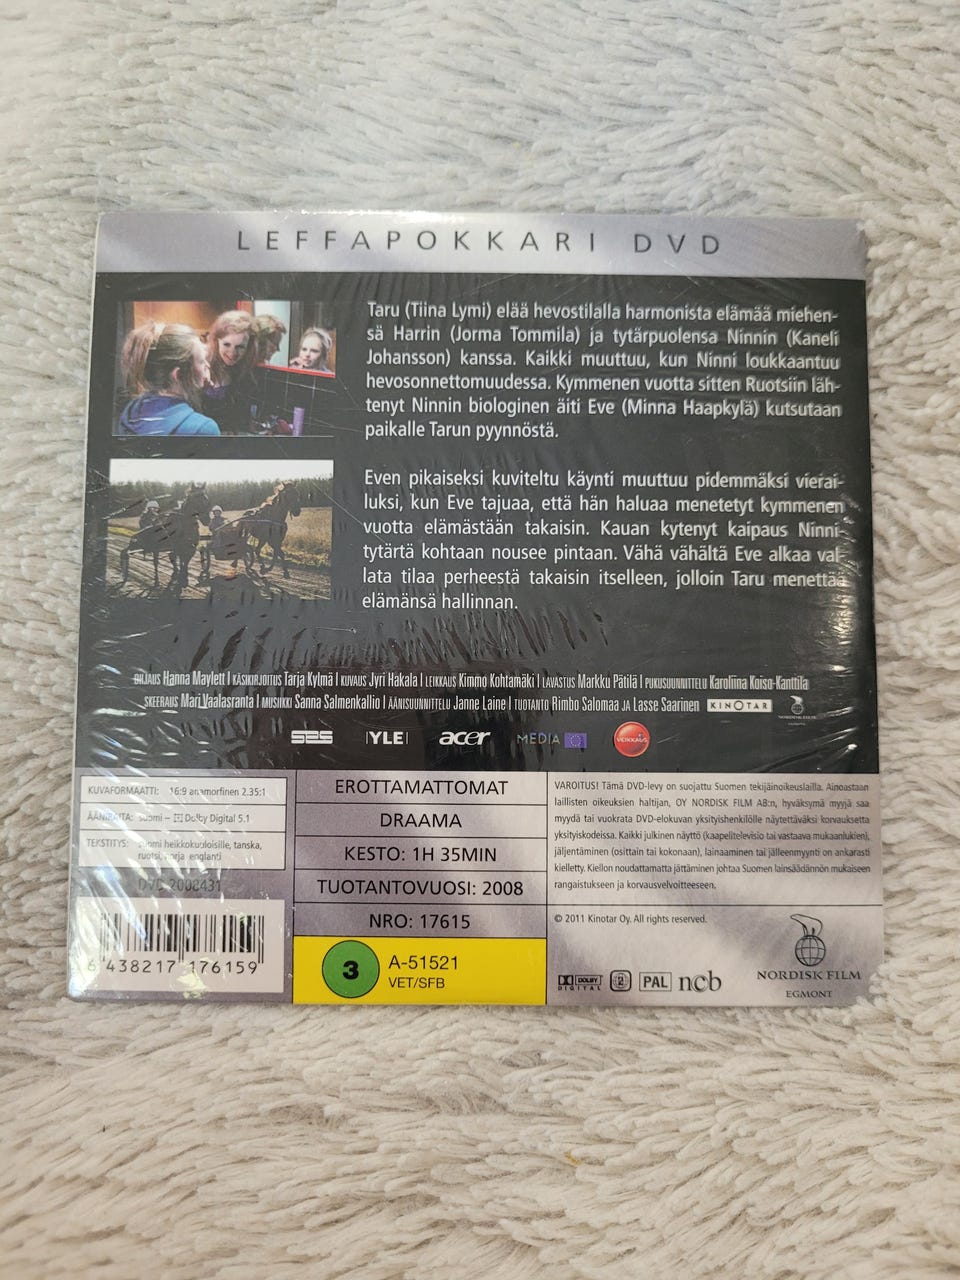 LEFFAPOKKARI DVD
Taru (Tiina Lymi) elää hevostilalla harmonista elämää miehen-
sä Harrin (Jorma Tommila) ja tytärpuolensa Ninnin (Kaneli
Johansson) kanssa. Kaikki muuttuu, kun Ninni loukkaantuu
hevosonnettomuudessa. Kymmenen vuotta sitten Ruotsiin läh-
tenyt Ninnin biologinen äiti Eve (Minna Haapkylä) kutsutaan
paikalle Tarun pyynnöstä.
Even pikaiseksi kuviteltu käynti muuttuu pidemmäksi vierai-
luksi, kun Eve tajuaa, että hän haluaa menetetyt kymmenen
vuotta elämästään takaisin. Kauan kytenyt kaipaus Ninni-
tytärtä kohtaan nousee pintaan. Vähä vähältä Eve alkaa val-
lata tilaa perheestä takaisin itselleen, jolloin Taru menettää
elämänsä hallinnan.
OHJAUS Hanna Maylett | KÄSIKIRJOITUS Tarja Kylmä | KUVAUS Jyri Hakala | LEIKKAUS Kimmo Kohtamäki | LAVASTUS Markku Pätilä | PUKUSUUNNITTELU Karoliina Koiso-Kanttila
MASKEERAUS Mari Vaalasranta | MUSIIKKI Sanna Salmenkallio | ÄÄNISUUNNITTELU Janne Laine | TUOTANTO Rimbo Salomaa JA Lasse Saarinen KINOTAR
YLE acer MEDIA VEIKKAUS
KUVAFORMAATTI: 16:9 anamorfinen 2.35:1
ÄÄNIRAITA: suomi – Dolby Digital 5.1
TEKSTITYS: suomi heikkokuuloisille, tanska,
ruotsi, norja, englanti
DVC 2008431
6 438217 176159
EROTTAMATTOMAT
DRAAMA
KESTO: 1H 35MIN
TUOTANTOVUOSI: 2008
NRO: 17615
3 A-51521
VET/SFB
VAROITUS! Tämä DVD-levy on suojattu Suomen tekijäinoikeuslailla. Ainoastaan
laillisten oikeuksien haltijan, OY NORDISK FILM AB:n, hyväksymä myyjä saa
myydä tai vuokrata DVD-elokuvan yksityishenkilölle näytettäväksi korvauksetta
yksityiskodeissa. Kaikki julkinen näyttö (kaapelitelevisio tai vastaava mukaanlukien),
jäljentäminen (osittain tai kokonaan), lainaaminen tai jälleenmyynti on ankarasti
kielletty. Kiellon noudattamatta jättäminen johtaa Suomen lainsäädännön mukaiseen
rangaistukseen ja korvausvelvoitteeseen.
© 2011 Kinotar Oy. All rights reserved.
DOLBY DIGITAL 2 PAL ncb
NORDISK FILM
EGMONT